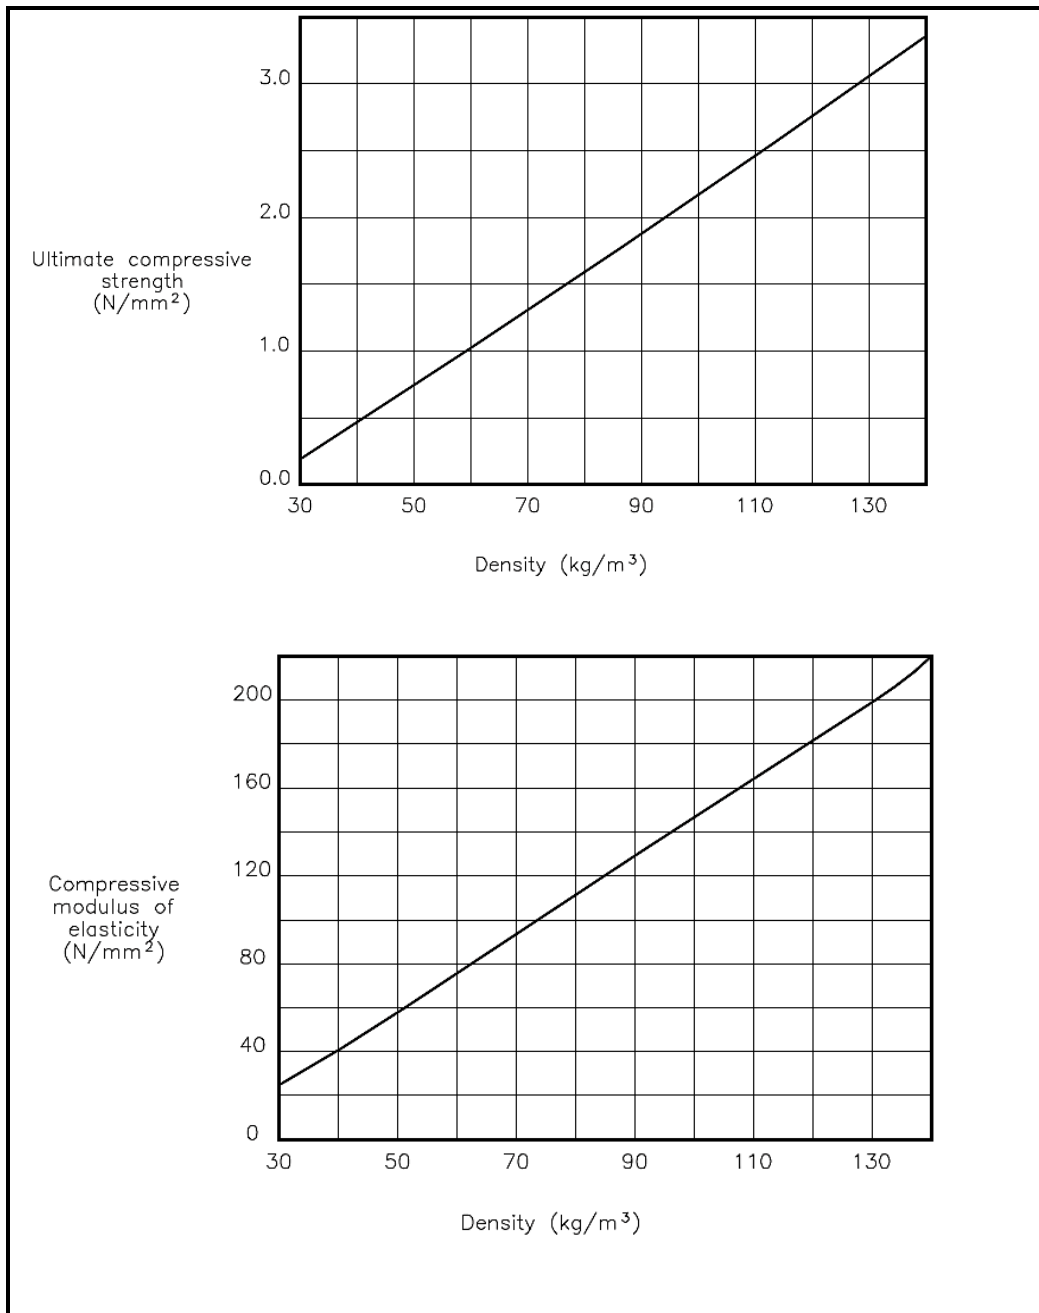 3.0
2.0
Ultimate compressive
strength
(N/mm²)
1.0
0.0
30 50 70 90 110 130
Density (kg/m³)
200
160
120
Compressive
modulus of
elasticity
(N/mm²)
80
40
0
30 50 70 90 110 130
Density (kg/m³)